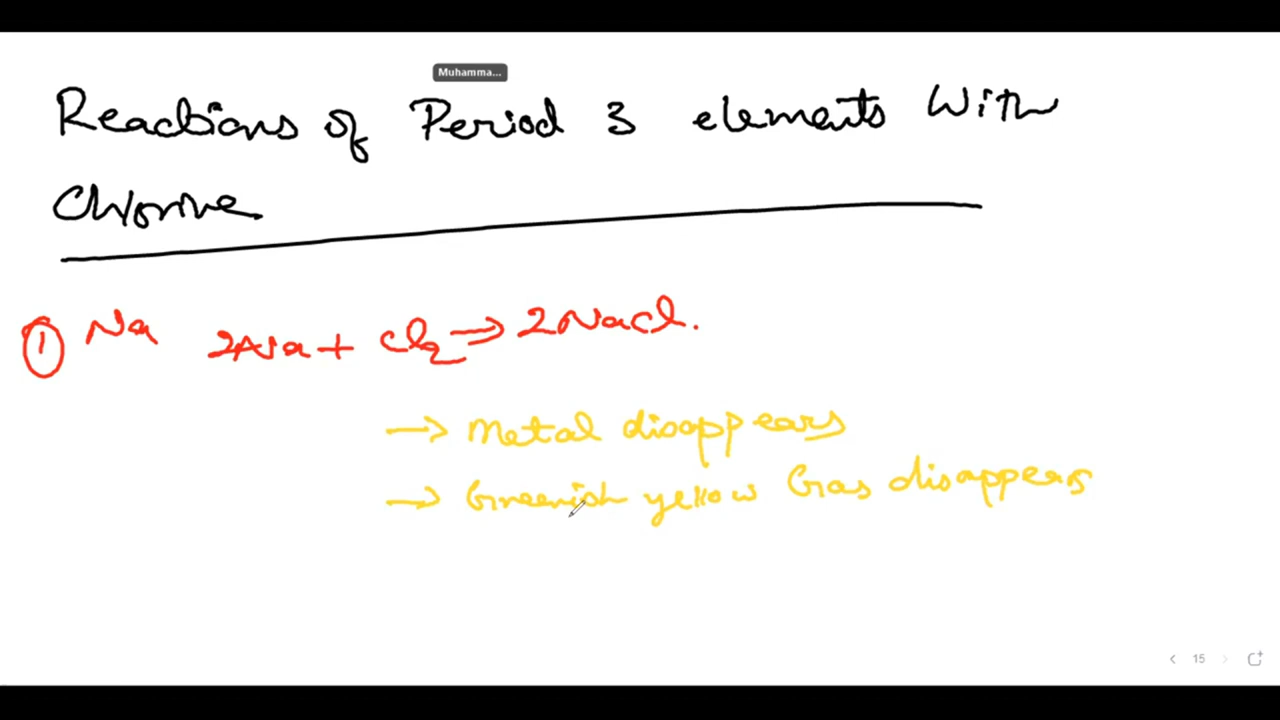 Muhamma...
Reactions of Period 3 elements With
Chlorine
① Na 2Na + Cl₂ → 2NaCl.
→ Metal disappears
→ Greenish yellow Gas disappears
15